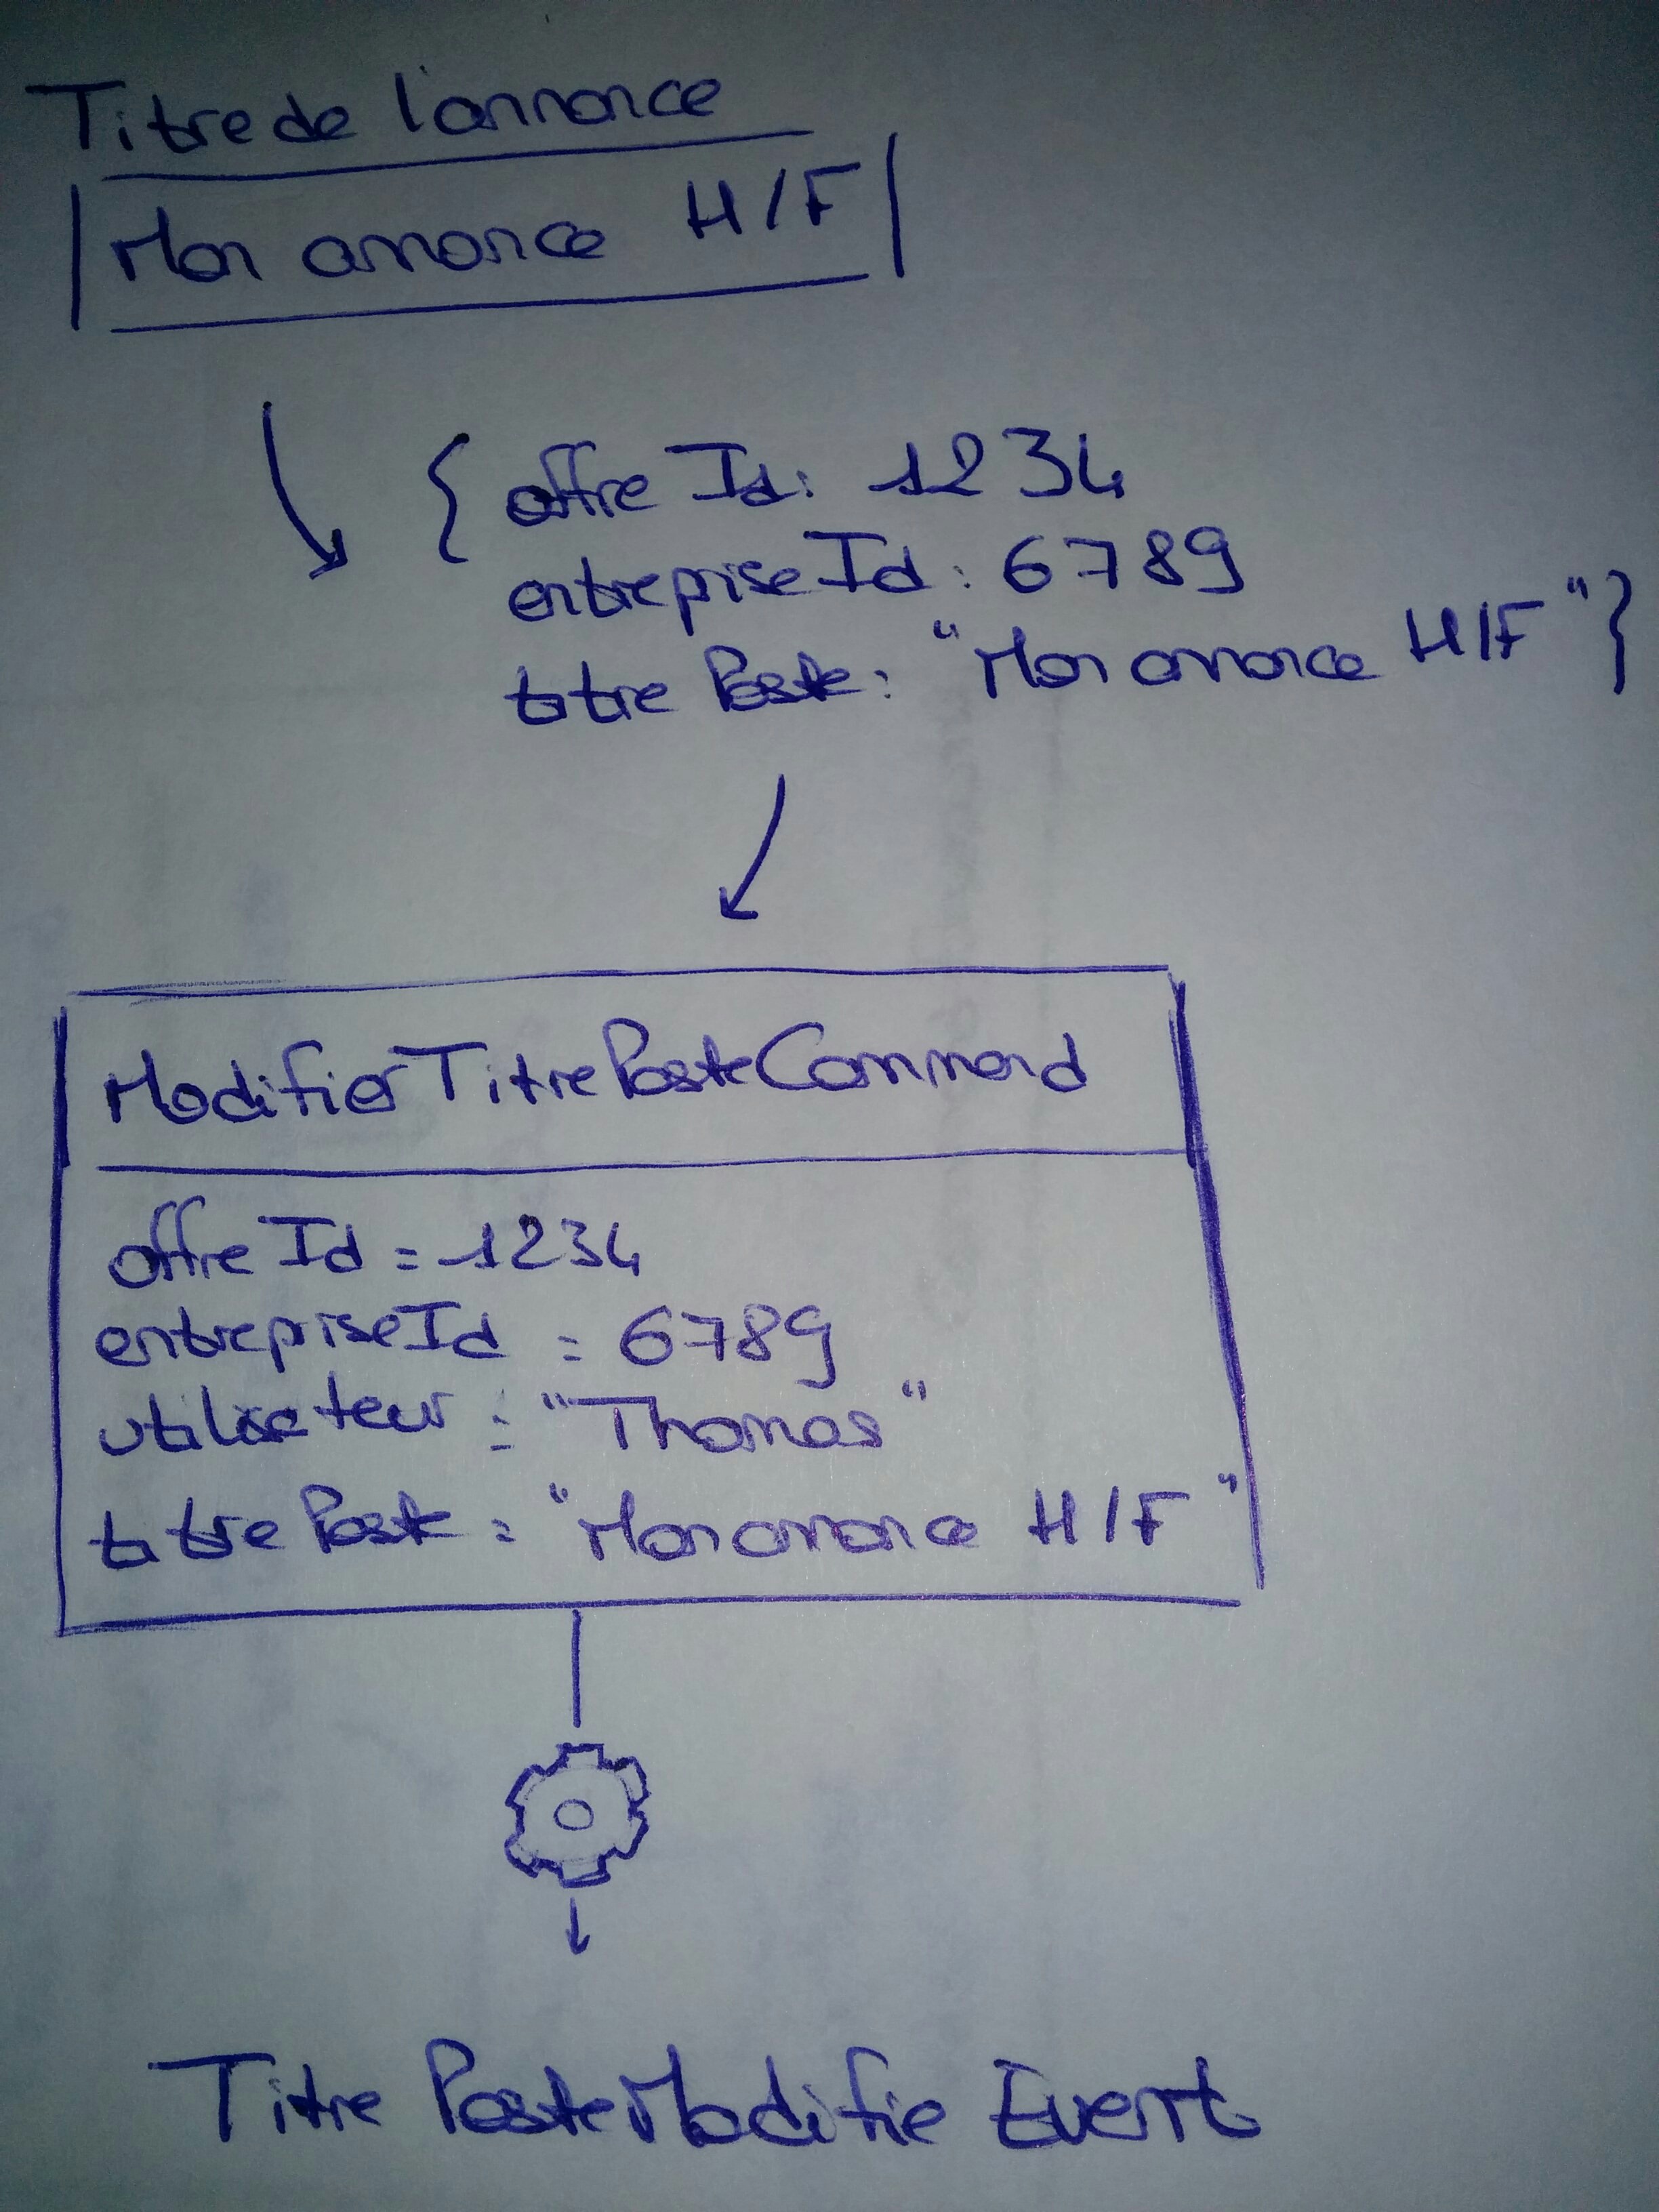 Titre de l'annonce
Mon annonce H/F
{ offreId: 1234
entrepriseId: 6789
titrePoste: "Mon annonce H/F" }
ModifierTitrePosteCommand
offreId = 1234
entrepriseId = 6789
utilisateur = "Thomas"
titrePoste = "Mon annonce H/F"
TitrePosteModifieEvent